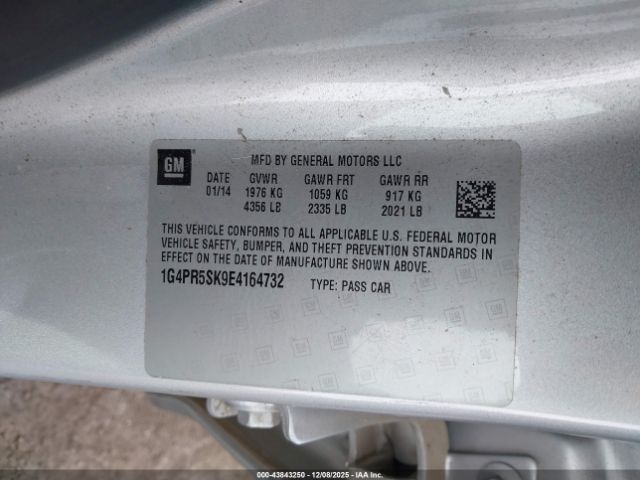 GM
MFD BY GENERAL MOTORS LLC
DATE GVWR GAWR FRT GAWR RR
01/14 1976 KG 1059 KG 917 KG
4356 LB 2335 LB 2021 LB
THIS VEHICLE CONFORMS TO ALL APPLICABLE U.S. FEDERAL MOTOR
VEHICLE SAFETY, BUMPER, AND THEFT PREVENTION STANDARDS IN
EFFECT ON THE DATE OF MANUFACTURE SHOWN ABOVE.
1G4PR5SK9E4164732 TYPE: PASS CAR
000-43843250 12/08/2025 IAA Inc.